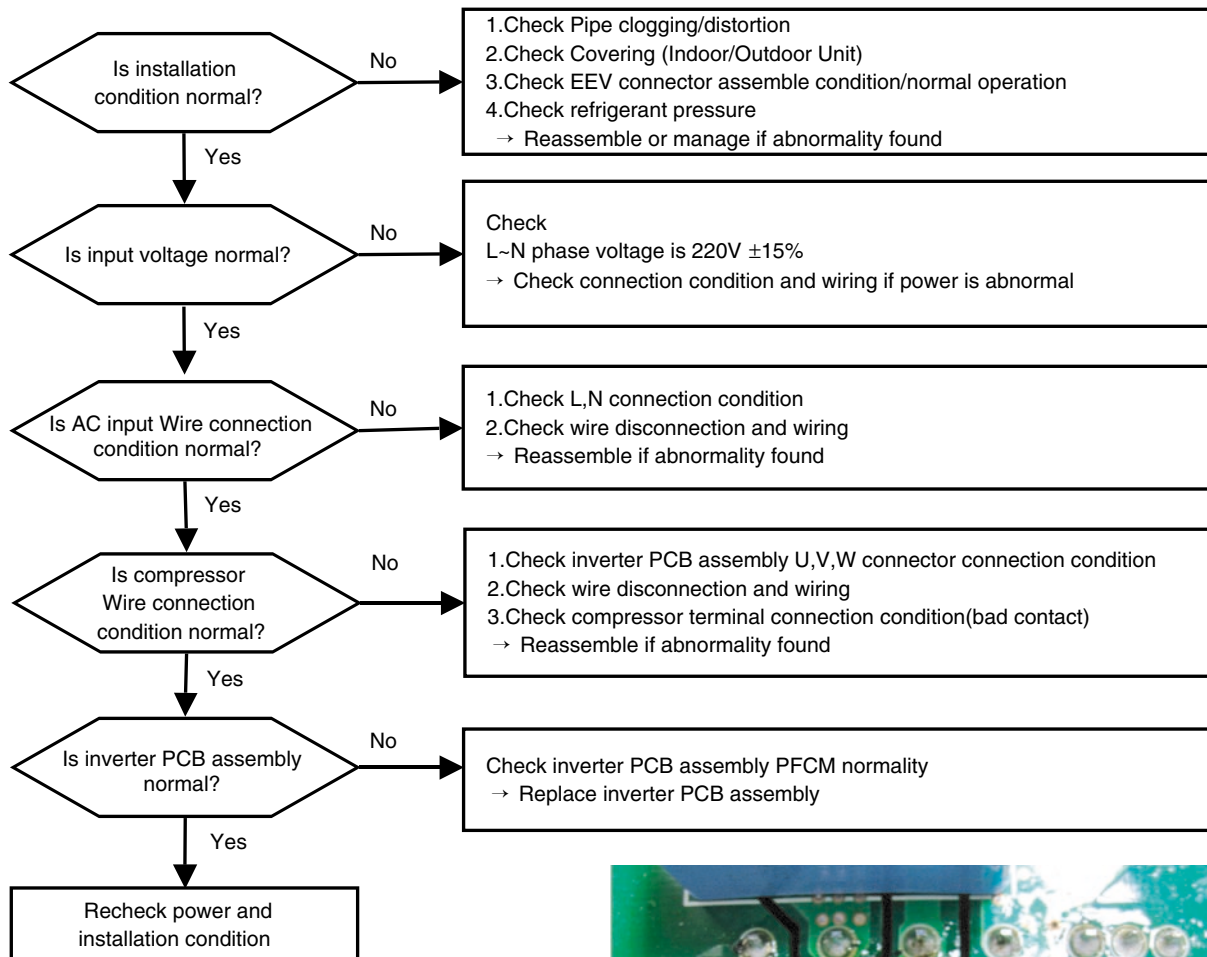 Is installation
condition normal?
No
1.Check Pipe clogging/distortion
2.Check Covering (Indoor/Outdoor Unit)
3.Check EEV connector assemble condition/normal operation
4.Check refrigerant pressure
→ Reassemble or manage if abnormality found
Yes
Is input voltage normal?
No
Check
L~N phase voltage is 220V ±15%
→ Check connection condition and wiring if power is abnormal
Yes
Is AC input Wire connection
condition normal?
No
1.Check L,N connection condition
2.Check wire disconnection and wiring
→ Reassemble if abnormality found
Yes
Is compressor
Wire connection
condition normal?
No
1.Check inverter PCB assembly U,V,W connector connection condition
2.Check wire disconnection and wiring
3.Check compressor terminal connection condition(bad contact)
→ Reassemble if abnormality found
Yes
Is inverter PCB assembly
normal?
No
Check inverter PCB assembly PFCM normality
→ Replace inverter PCB assembly
Yes
Recheck power and
installation condition